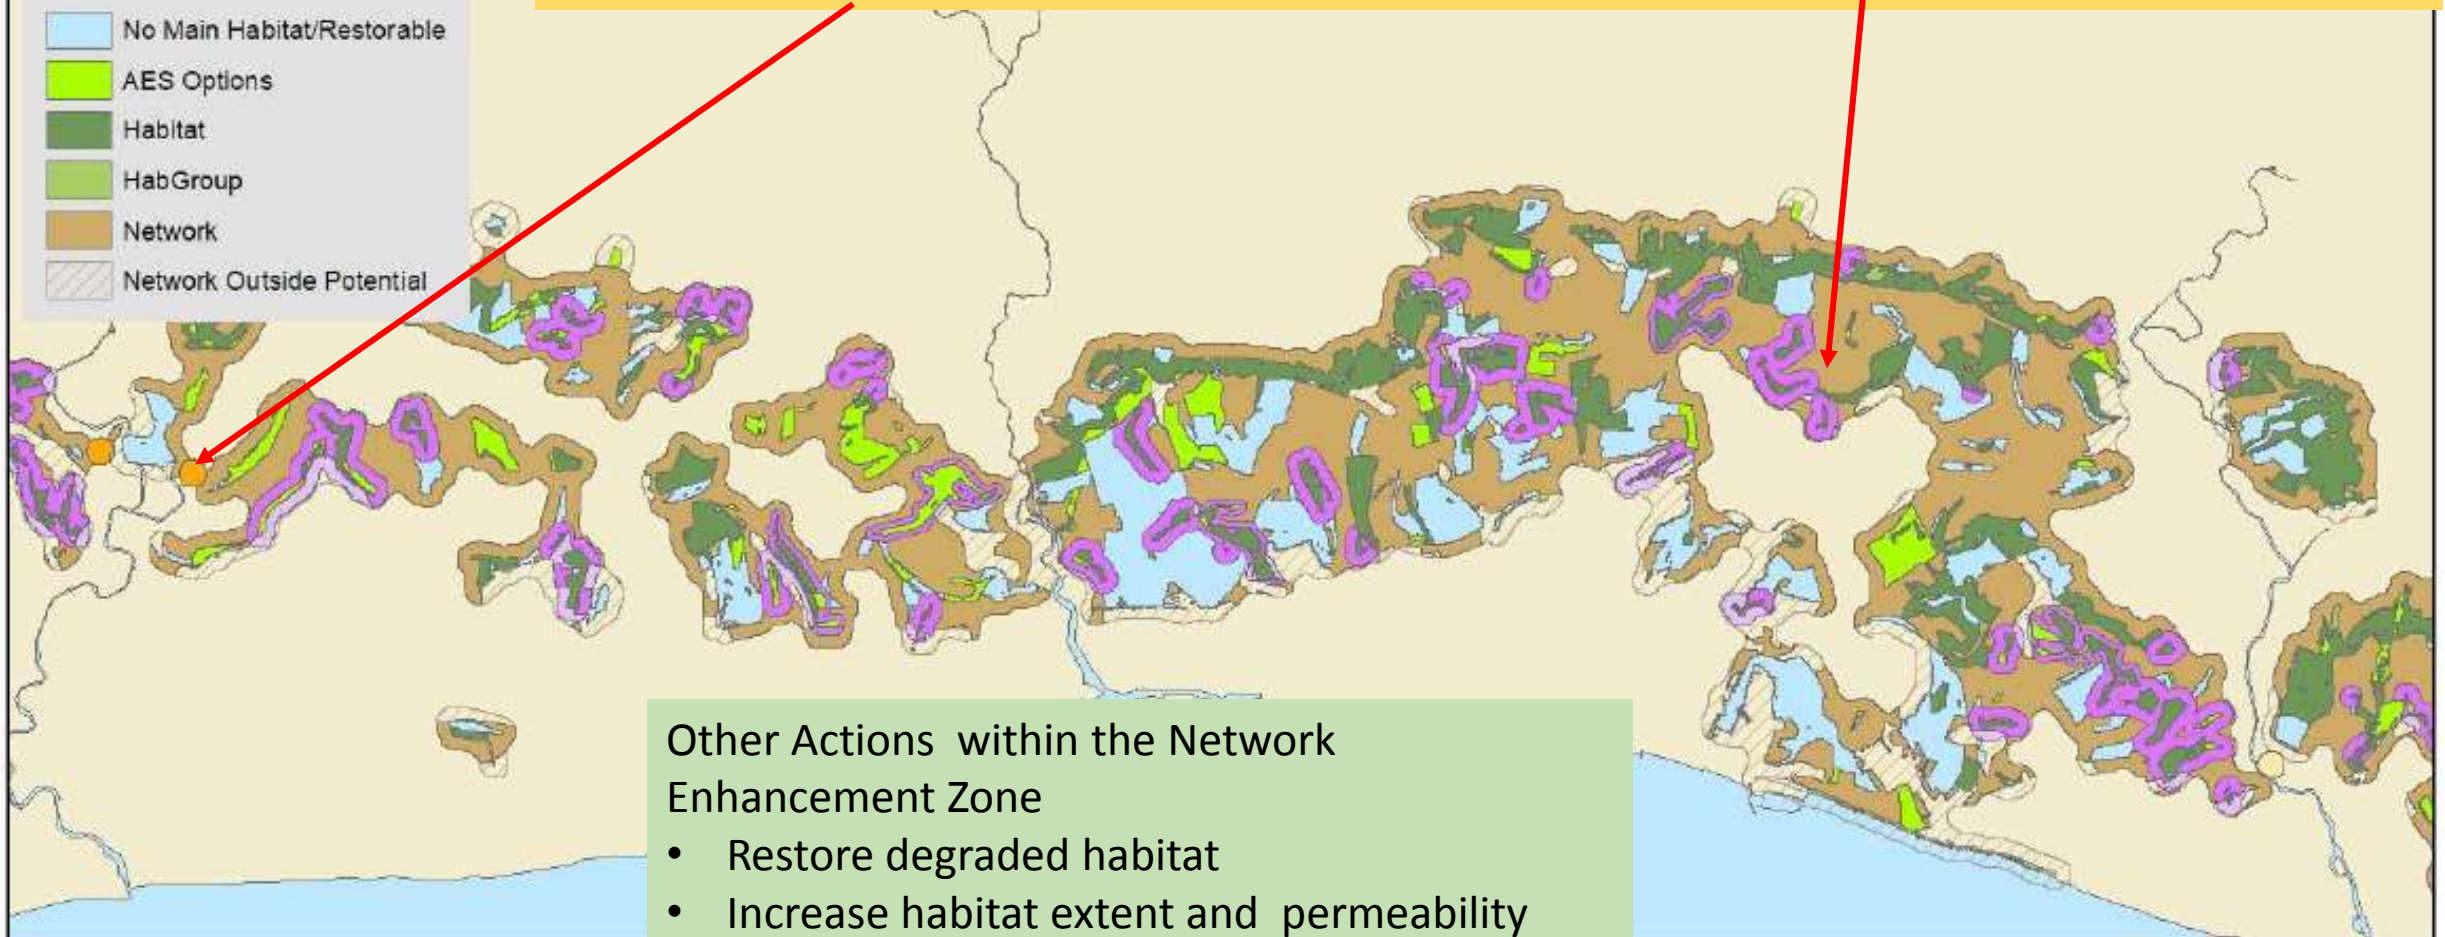 No Main Habitat/Restorable
AES Options
Habitat
HabGroup
Network
Network Outside Potential
Other Actions within the Network
Enhancement Zone
• Restore degraded habitat
• Increase habitat extent and permeability